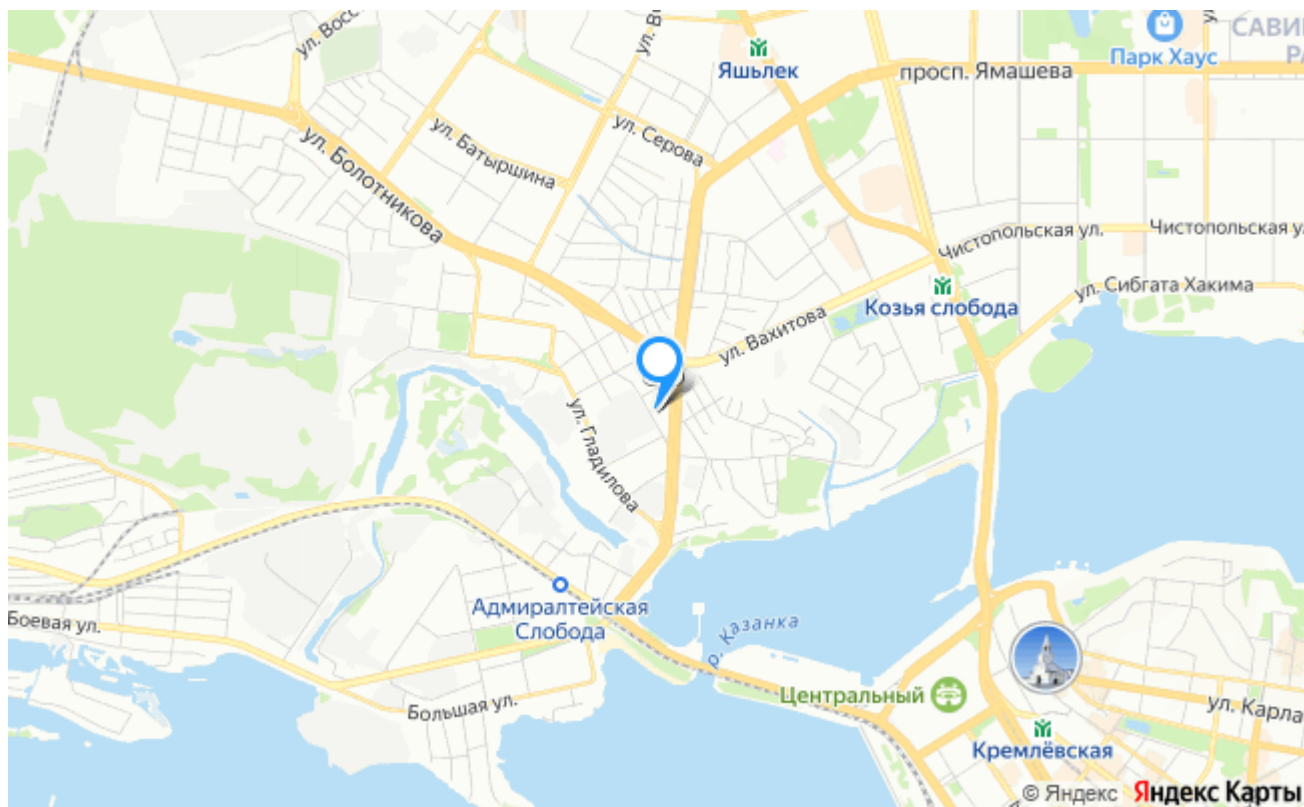 ул. Восс
ул. Во
САВИ
РА
Парк Хаус
Яшьлек
просп. Ямашева
ул. Серова
ул. Батыршина
ул. Болотникова
Чистопольская ул.
Чистопольская ул
ул. Сибгата Хакима
Козья слобода
ул. Вахитова
ул. Гладилова
Адмиралтейская
Слобода
Боевая ул.
р. Казанка
Большая ул.
Центральный
ул. Карла
Кремлёвская
© Яндекс Яндекс Карты